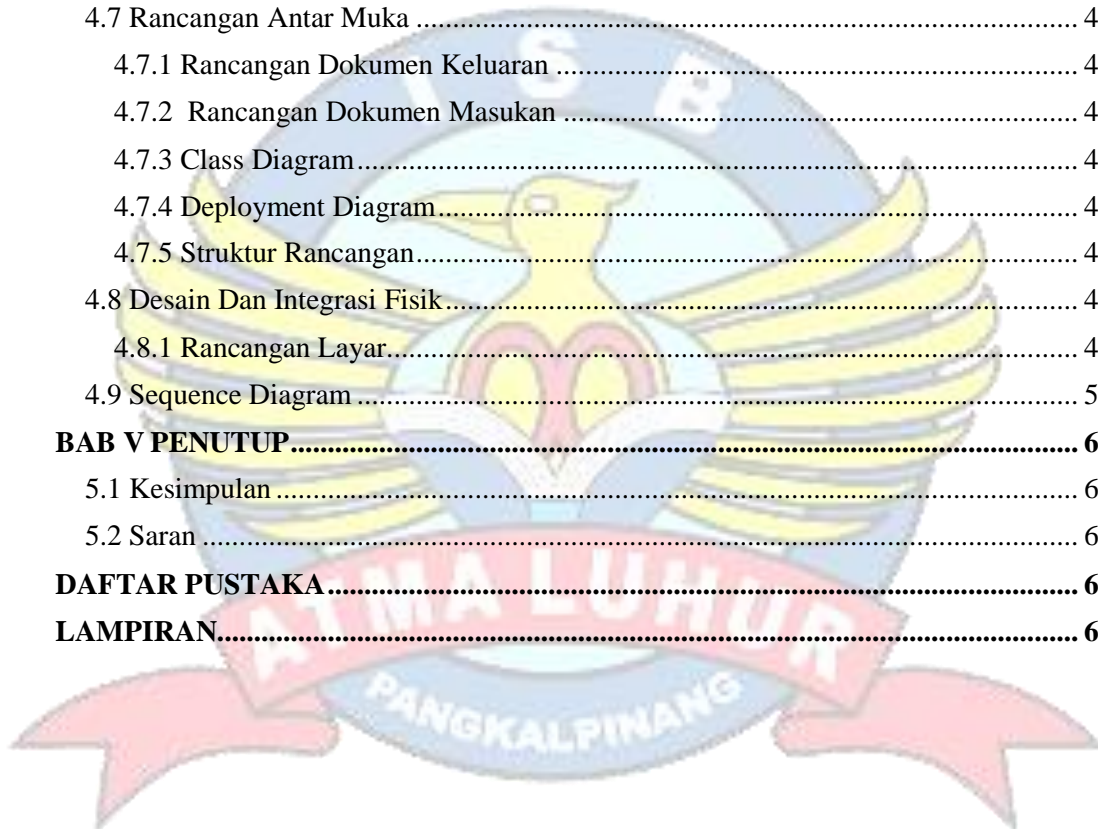 4.7 Rancangan Antar Muka ........ 4
4.7.1 Rancangan Dokumen Keluaran ........ 4
4.7.2 Rancangan Dokumen Masukan ........ 4
4.7.3 Class Diagram ........ 4
4.7.4 Deployment Diagram ........ 4
4.7.5 Struktur Rancangan ........ 4
4.8 Desain Dan Integrasi Fisik ........ 4
4.8.1 Rancangan Layar ........ 4
4.9 Sequence Diagram ........ 5
BAB V PENUTUP ........ 6
5.1 Kesimpulan ........ 6
5.2 Saran ........ 6
DAFTAR PUSTAKA ........ 6
LAMPIRAN ........ 6
I S B
ATMA LUHUR
PANGKALPINANG